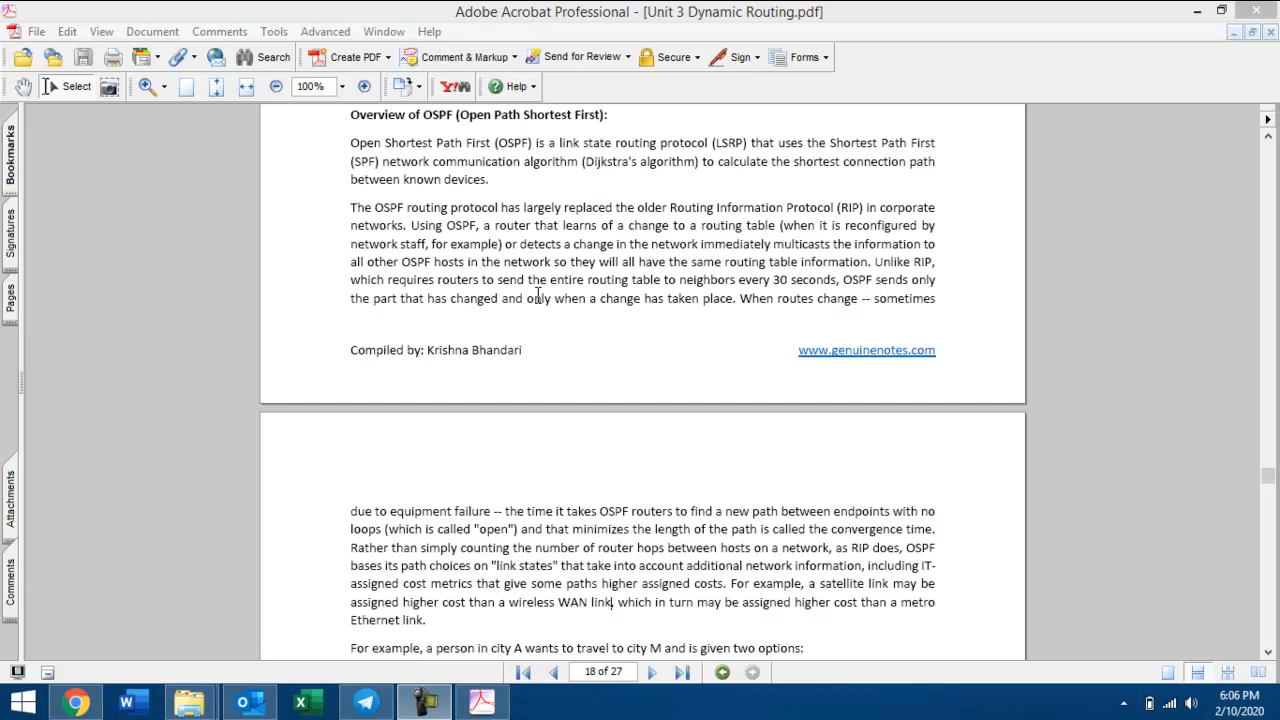 Adobe Acrobat Professional - [Unit 3 Dynamic Routing.pdf]
File Edit View Document Comments Tools Advanced Window Help
Search Create PDF Comment & Markup Send for Review Secure Sign Forms
Select 100% Y! Help
Bookmarks
Signatures
Pages
Attachments
Comments
Overview of OSPF (Open Path Shortest First):
Open Shortest Path First (OSPF) is a link state routing protocol (LSRP) that uses the Shortest Path First
(SPF) network communication algorithm (Dijkstra's algorithm) to calculate the shortest connection path
between known devices.
The OSPF routing protocol has largely replaced the older Routing Information Protocol (RIP) in corporate
networks. Using OSPF, a router that learns of a change to a routing table (when it is reconfigured by
network staff, for example) or detects a change in the network immediately multicasts the information to
all other OSPF hosts in the network so they will all have the same routing table information. Unlike RIP,
which requires routers to send the entire routing table to neighbors every 30 seconds, OSPF sends only
the part that has changed and only when a change has taken place. When routes change -- sometimes
Compiled by: Krishna Bhandari www.genuinenotes.com
due to equipment failure -- the time it takes OSPF routers to find a new path between endpoints with no
loops (which is called "open") and that minimizes the length of the path is called the convergence time.
Rather than simply counting the number of router hops between hosts on a network, as RIP does, OSPF
bases its path choices on "link states" that take into account additional network information, including IT-
assigned cost metrics that give some paths higher assigned costs. For example, a satellite link may be
assigned higher cost than a wireless WAN link, which in turn may be assigned higher cost than a metro
Ethernet link.
For example, a person in city A wants to travel to city M and is given two options:
18 of 27
6:06 PM
2/10/2020